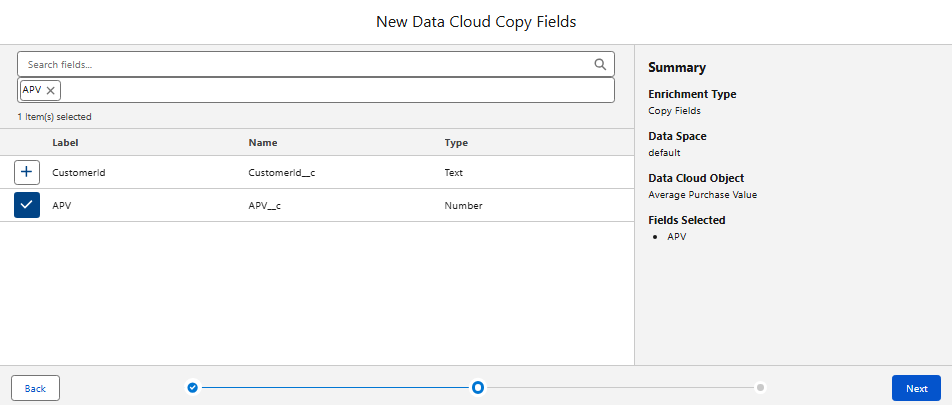 New Data Cloud Copy Fields
Search fields...
APV
1 Item(s) selected
Label Name Type
CustomerId CustomerId__c Text
APV APV__c Number
Summary
Enrichment Type
Copy Fields
Data Space
default
Data Cloud Object
Average Purchase Value
Fields Selected
• APV
Back
Next